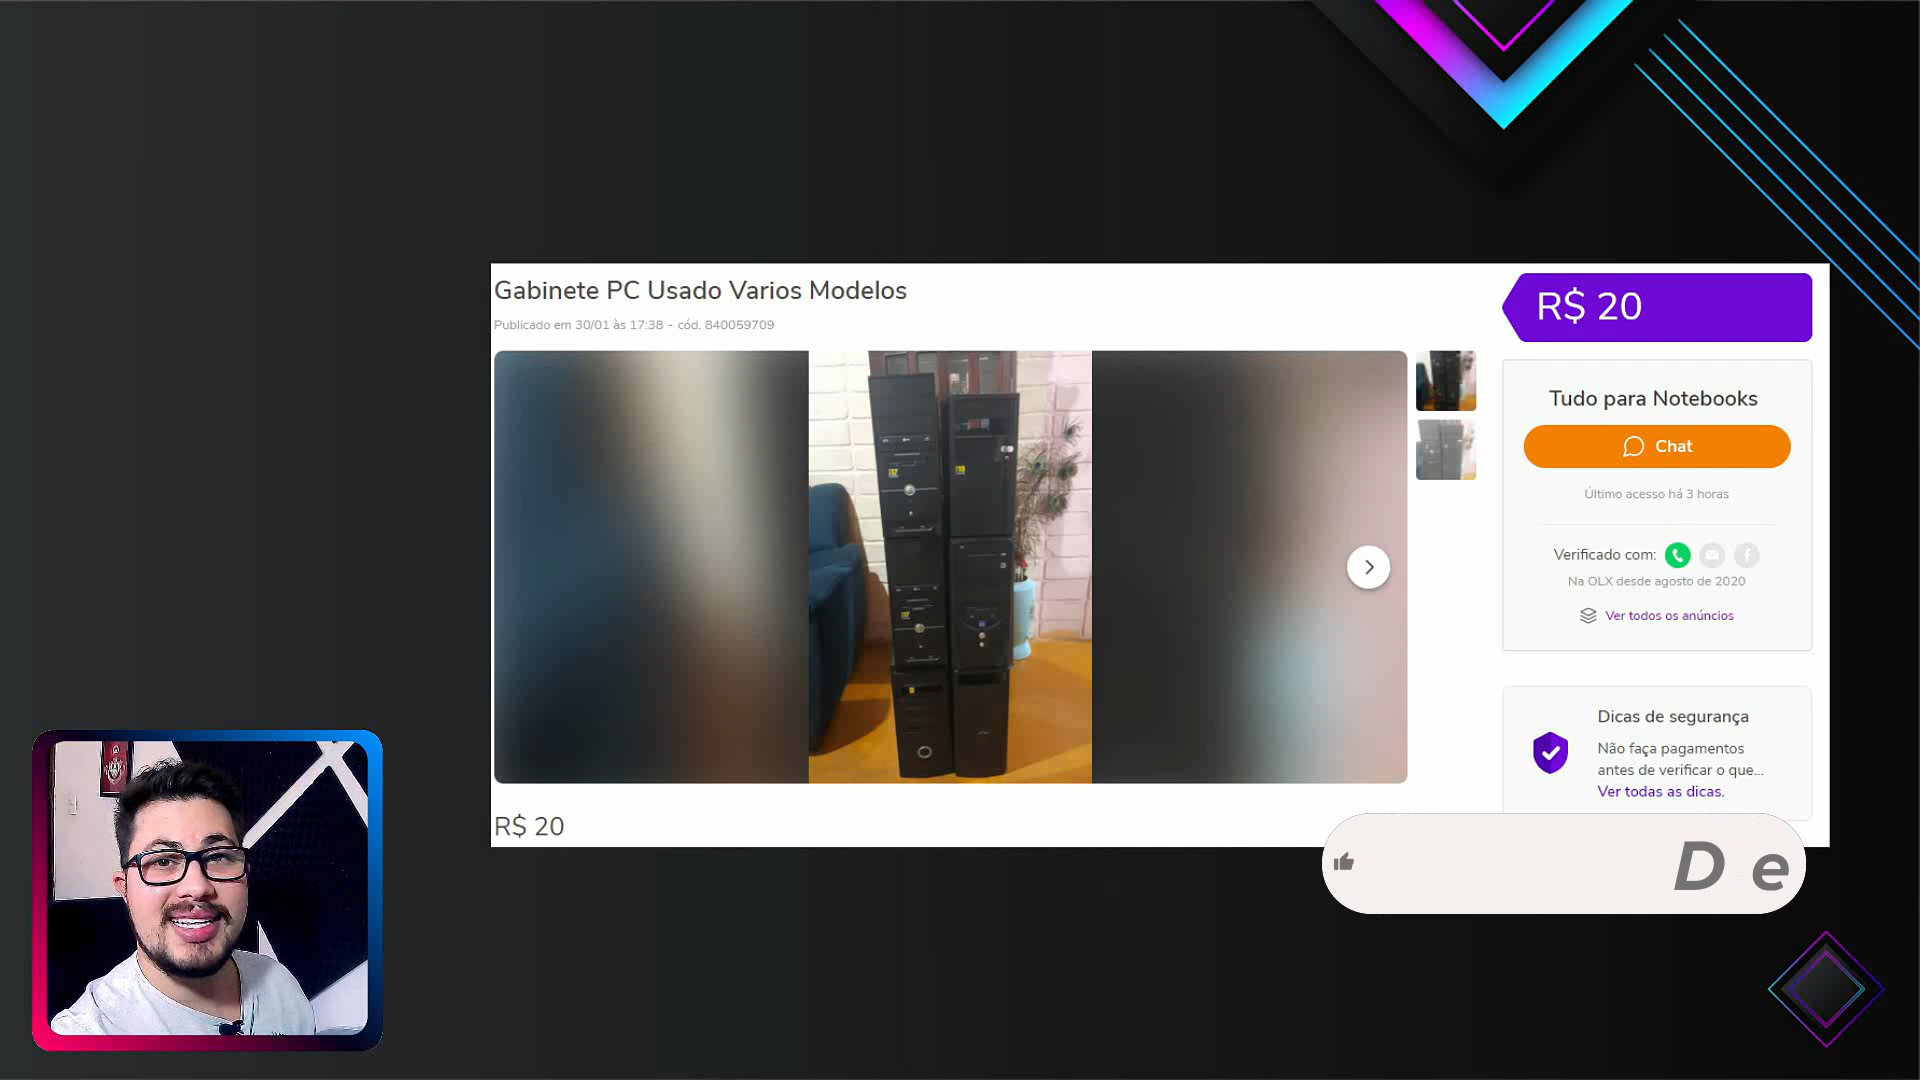 Gabinete PC Usado Varios Modelos
Publicado em 30/01 às 17:38 - cód. 840059709
R$ 20
R$ 20
Tudo para Notebooks
Chat
Último acesso há 3 horas
Verificado com:
Na OLX desde agosto de 2020
Ver todos os anúncios
Dicas de segurança
Não faça pagamentos
antes de verificar o que...
Ver todas as dicas.
D e